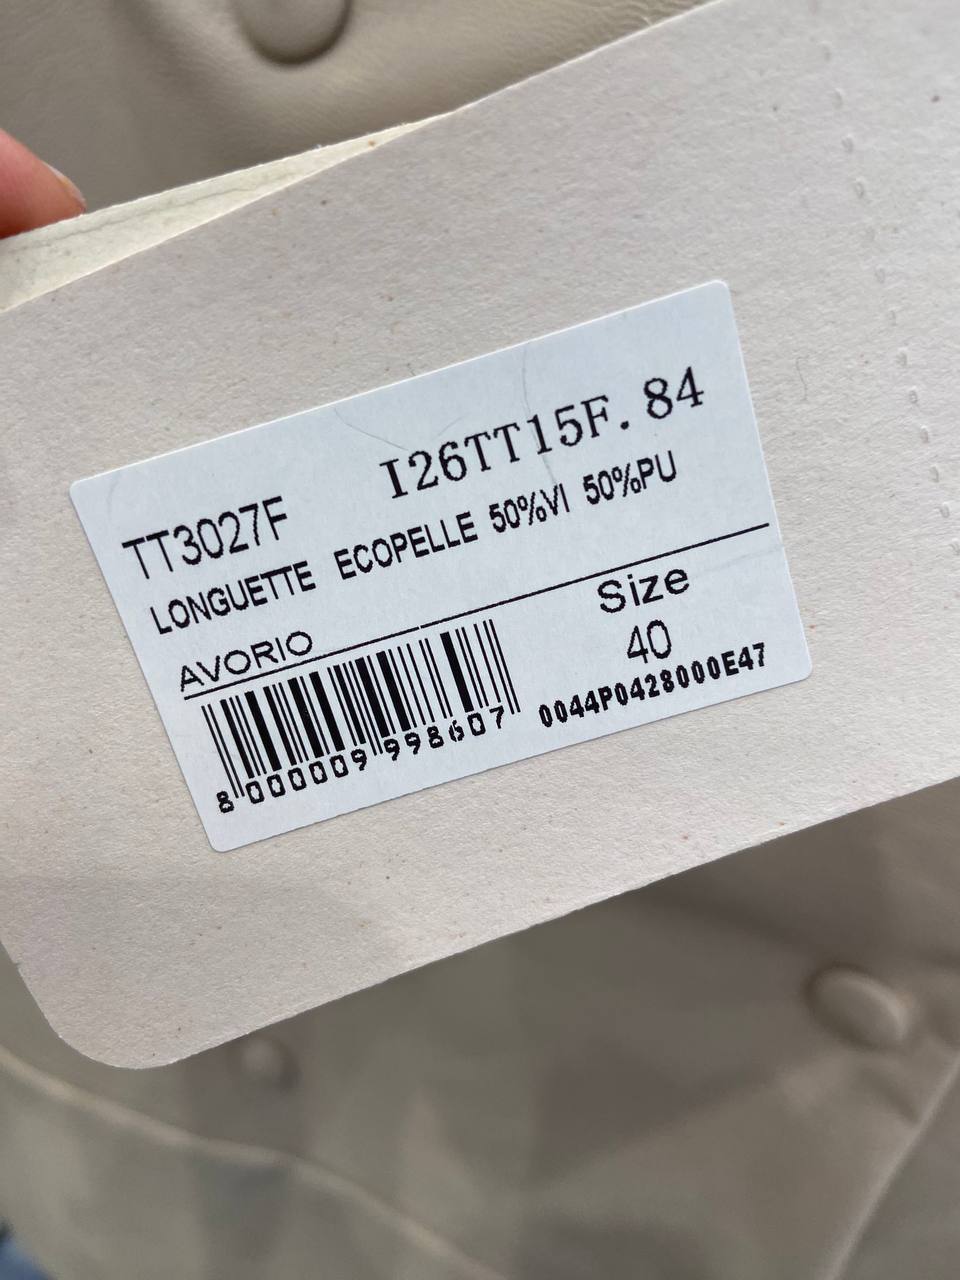 I26TT15F. 84
TT3027F
LONGUETTE ECOPELLE 50%VI 50%PU
AVORIO
Size
40
0044P0428000E47
8 000009 998607